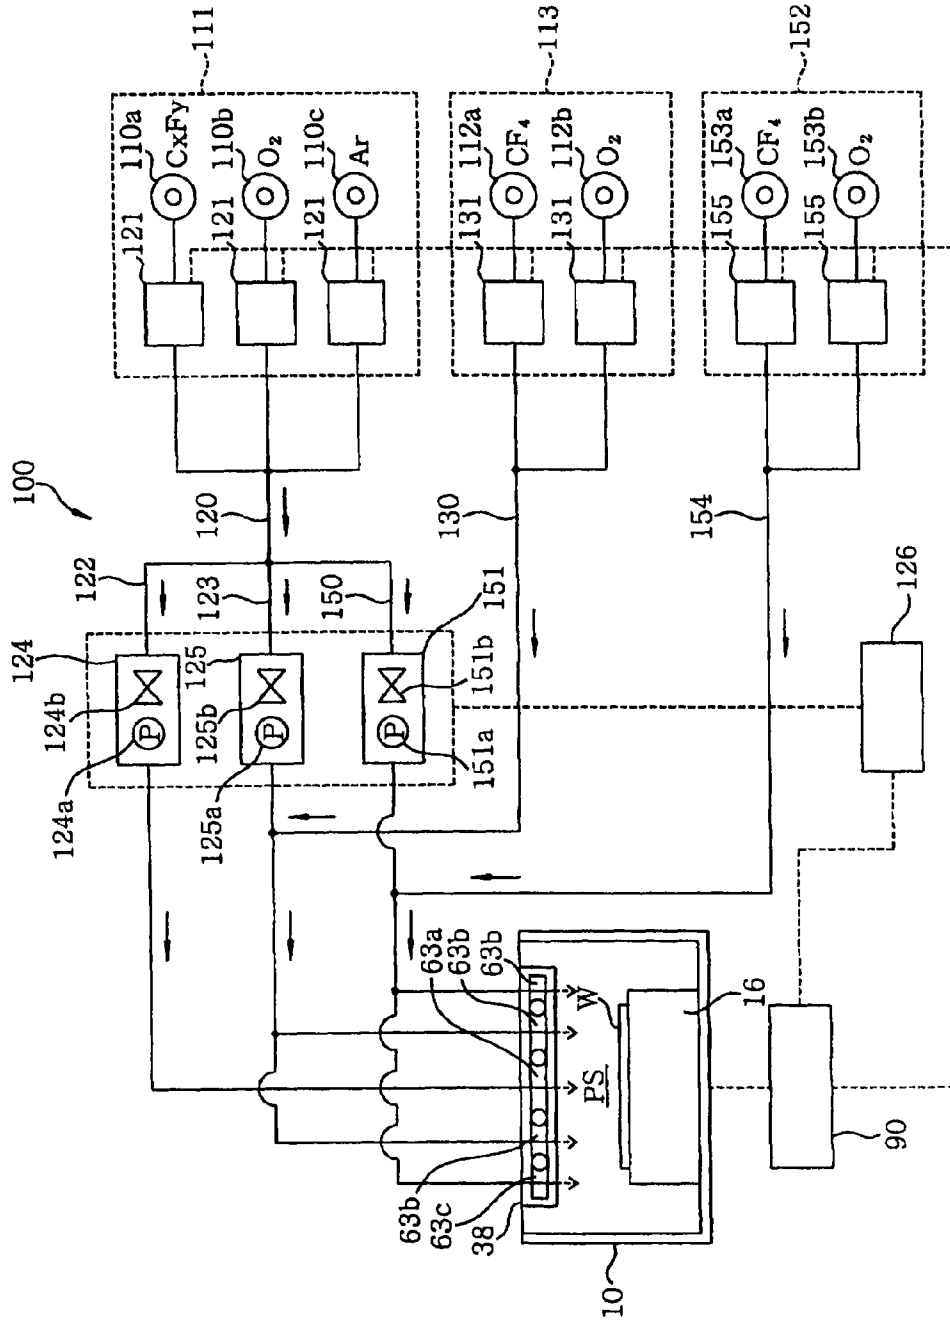 100
111
110a
CxFy
121
110b
O₂
121
110c
Ar
121
113
112a
CF₄
131
112b
O₂
131
152
153a
CF₄
155
153b
O₂
155
120
122
123
150
130
154
124
124b
124a
125
125b
125a
151
151b
151a
126
63a
63b
63b
63b
63c
38
W
PS
16
10
90
P
P
P